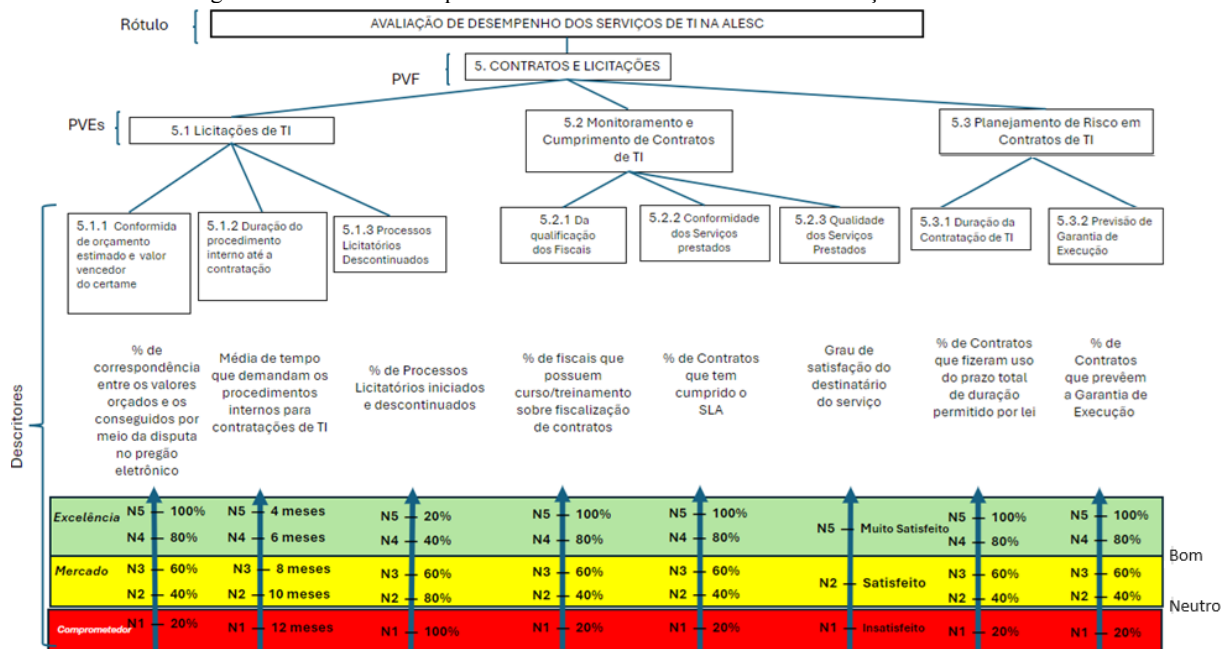 Rótulo
AVALIAÇÃO DE DESEMPENHO DOS SERVIÇOS DE TI NA ALESC
PVF
5. CONTRATOS E LICITAÇÕES
PVEs
5.1 Licitações de TI
5.2 Monitoramento e
Cumprimento de Contratos
de TI
5.3 Planejamento de Risco em
Contratos de TI
Descritores
5.1.1 Conformida
de orçamento
estimado e valor
vencedor
do certame
5.1.2 Duração do
procedimento
interno até a
contratação
5.1.3 Processos
Licitatórios
Descontinuados
5.2.1 Da
qualificação
dos Fiscais
5.2.2 Conformidade
dos Serviços
prestados
5.2.3 Qualidade
dos Serviços
Prestados
5.3.1 Duração da
Contratação de TI
5.3.2 Previsão de
Garantia de
Execução
% de
correspondência
entre os valores
orçados e os
conseguidos por
meio da disputa
no pregão
eletrônico
Média de tempo
que demandam os
procedimentos
internos para
contratações de TI
% de Processos
Licitatórios iniciados
e descontinuados
% de fiscais que
possuem
curso/treinamento
sobre fiscalização
de contratos
% de Contratos
que tem
cumprido o
SLA
Grau de
satisfação do
destinatário
do serviço
% de Contratos
que fizeram uso
do prazo total
de duração
permitido por lei
% de
Contratos
que prevêem
a Garantia de
Execução
Excelência
N5 100% N5 4 meses N5 20% N5 100% N5 100% N5 Muito Satisfeito N5 100% N5 100%
N4 80% N4 6 meses N4 40% N4 80% N4 80% N4 80% N4 80%
Bom
Mercado
N3 60% N3 8 meses N3 60% N3 60% N3 60% N2 Satisfeito N3 60% N3 60%
N2 40% N2 10 meses N2 80% N2 40% N2 40% N2 40% N2 40%
Neutro
Comprometedor
N1 20% N1 12 meses N1 100% N1 20% N1 20% N1 Insatisfeito N1 20% N1 20%